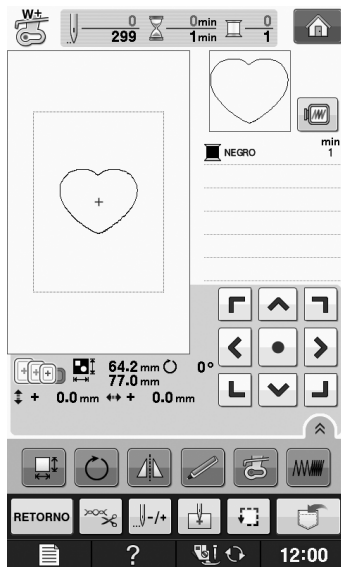 W±
0 0min 0
299 1min 1
min
NEGRO 1
64.2 mm 0°
77.0 mm
+ 0.0 mm + 0.0 mm
RETORNO -/+
? 12:00